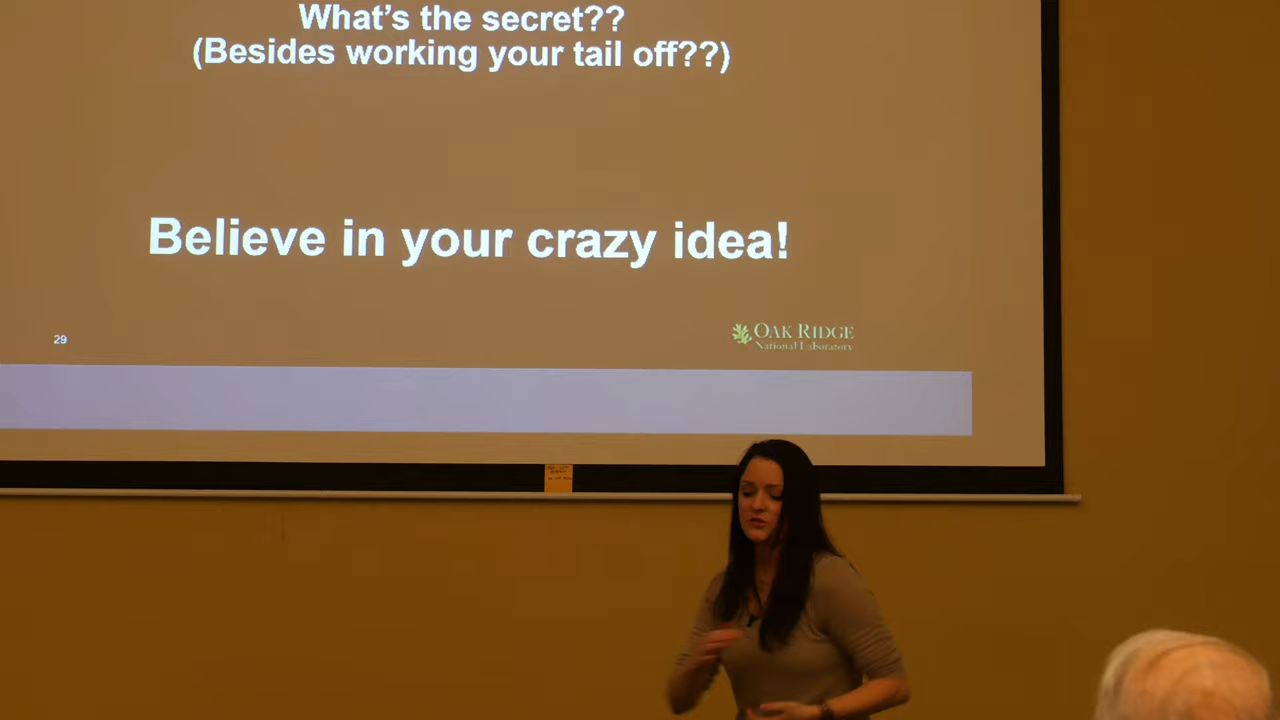 What's the secret??
(Besides working your tail off??)
Believe in your crazy idea!
29
OAK RIDGE
National Laboratory